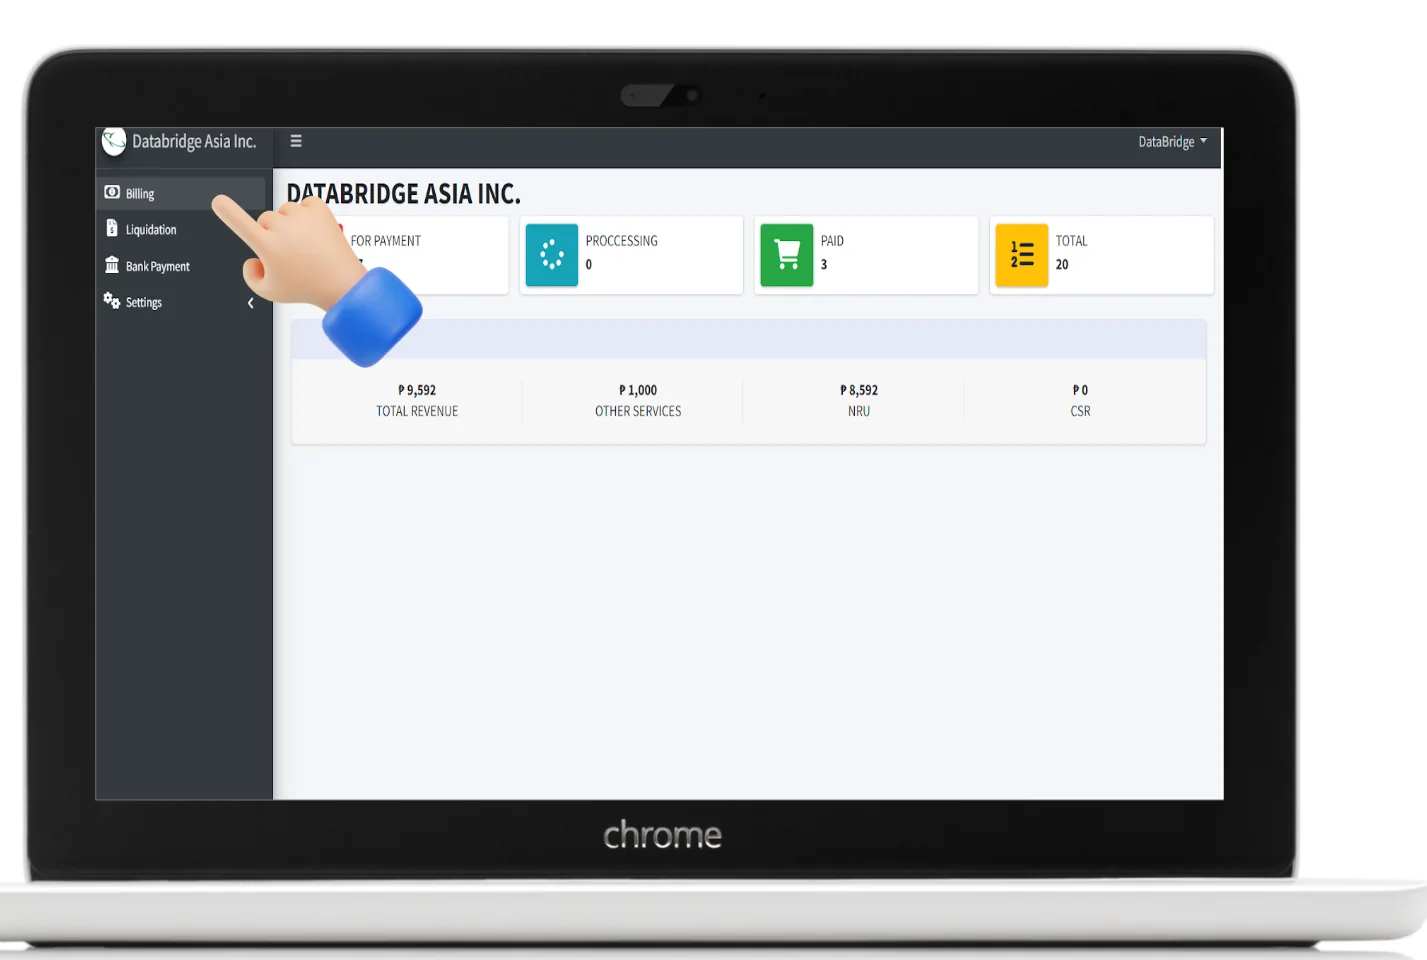 Databridge Asia Inc.
DataBridge
Billing
Liquidation
Bank Payment
Settings
DATABRIDGE ASIA INC.
FOR PAYMENT
PROCCESSING
0
PAID
3
TOTAL
20
₱ 9,592
TOTAL REVENUE
₱ 1,000
OTHER SERVICES
₱ 8,592
NRU
₱ 0
CSR
chrome